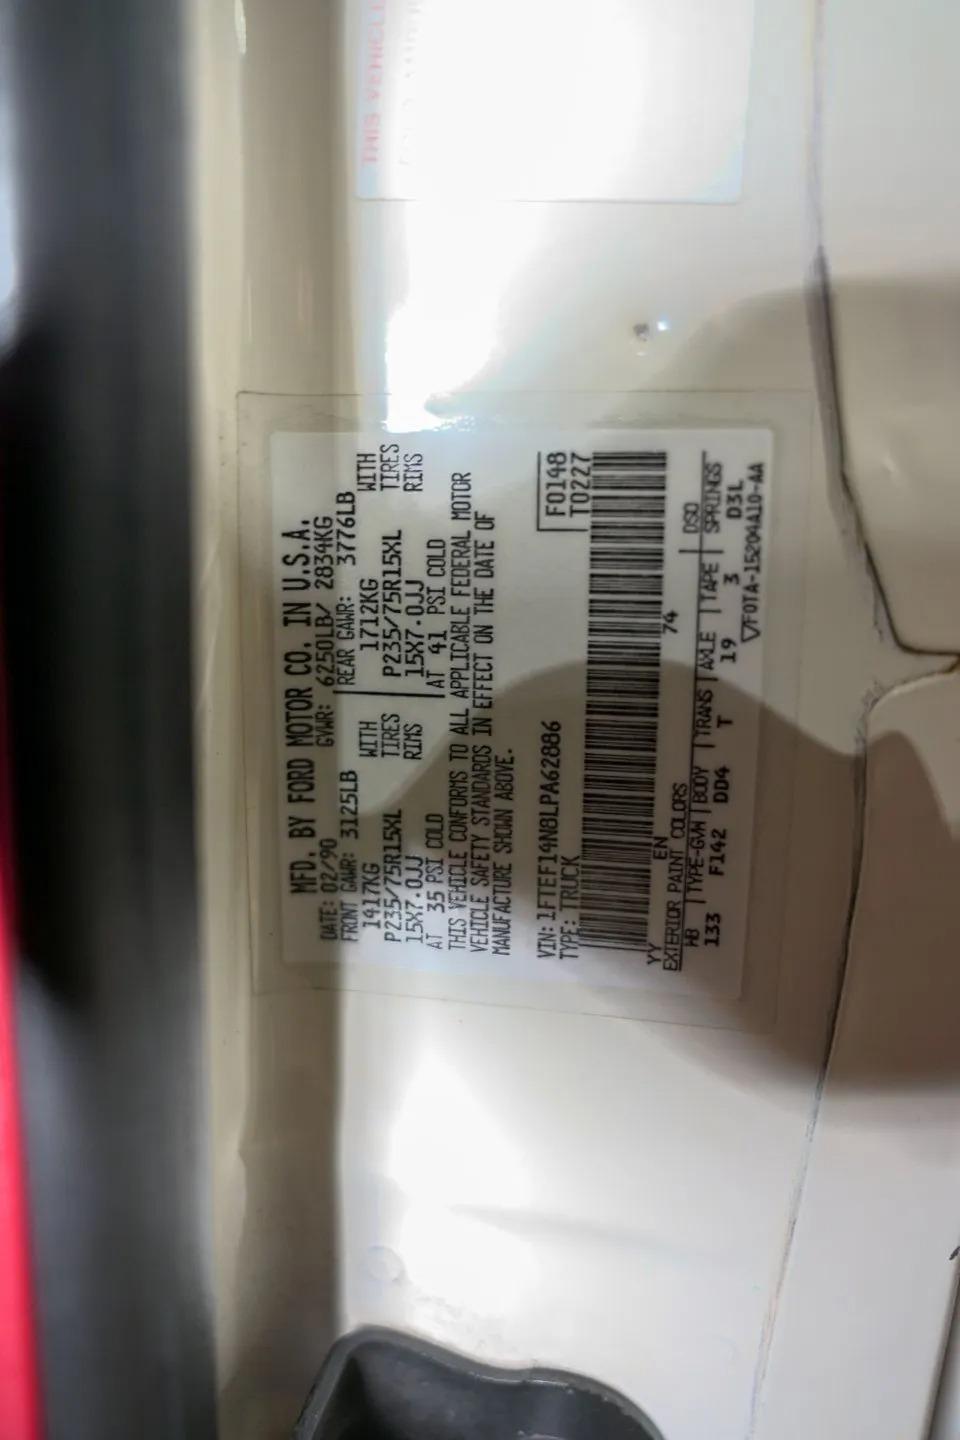 THIS VEHICLE
MFD. BY FORD MOTOR CO. IN U.S.A.
DATE: 02/90 GVWR: 6250LB/ 2834KG
FRONT GAWR: 3125LB REAR GAWR: 3776LB
1417KG WITH 1712KG WITH
P235/75R15XL TIRES P235/75R15XL TIRES
15X7.0JJ RIMS 15X7.0JJ RIMS
AT 35 PSI COLD AT 41 PSI COLD
THIS VEHICLE CONFORMS TO ALL APPLICABLE FEDERAL MOTOR
VEHICLE SAFETY STANDARDS IN EFFECT ON THE DATE OF
MANUFACTURE SHOWN ABOVE.
F0148
VIN: 1FTEF14N8LPA62886 T0227
TYPE: TRUCK
YY EN 74
EXTERIOR PAINT COLORS DSO
WB TYPE-GVW BODY TRANS AXLE TAPE SPRINGS
133 F142 DD4 T 19 3 D3L
F0TA-15204A10-AA